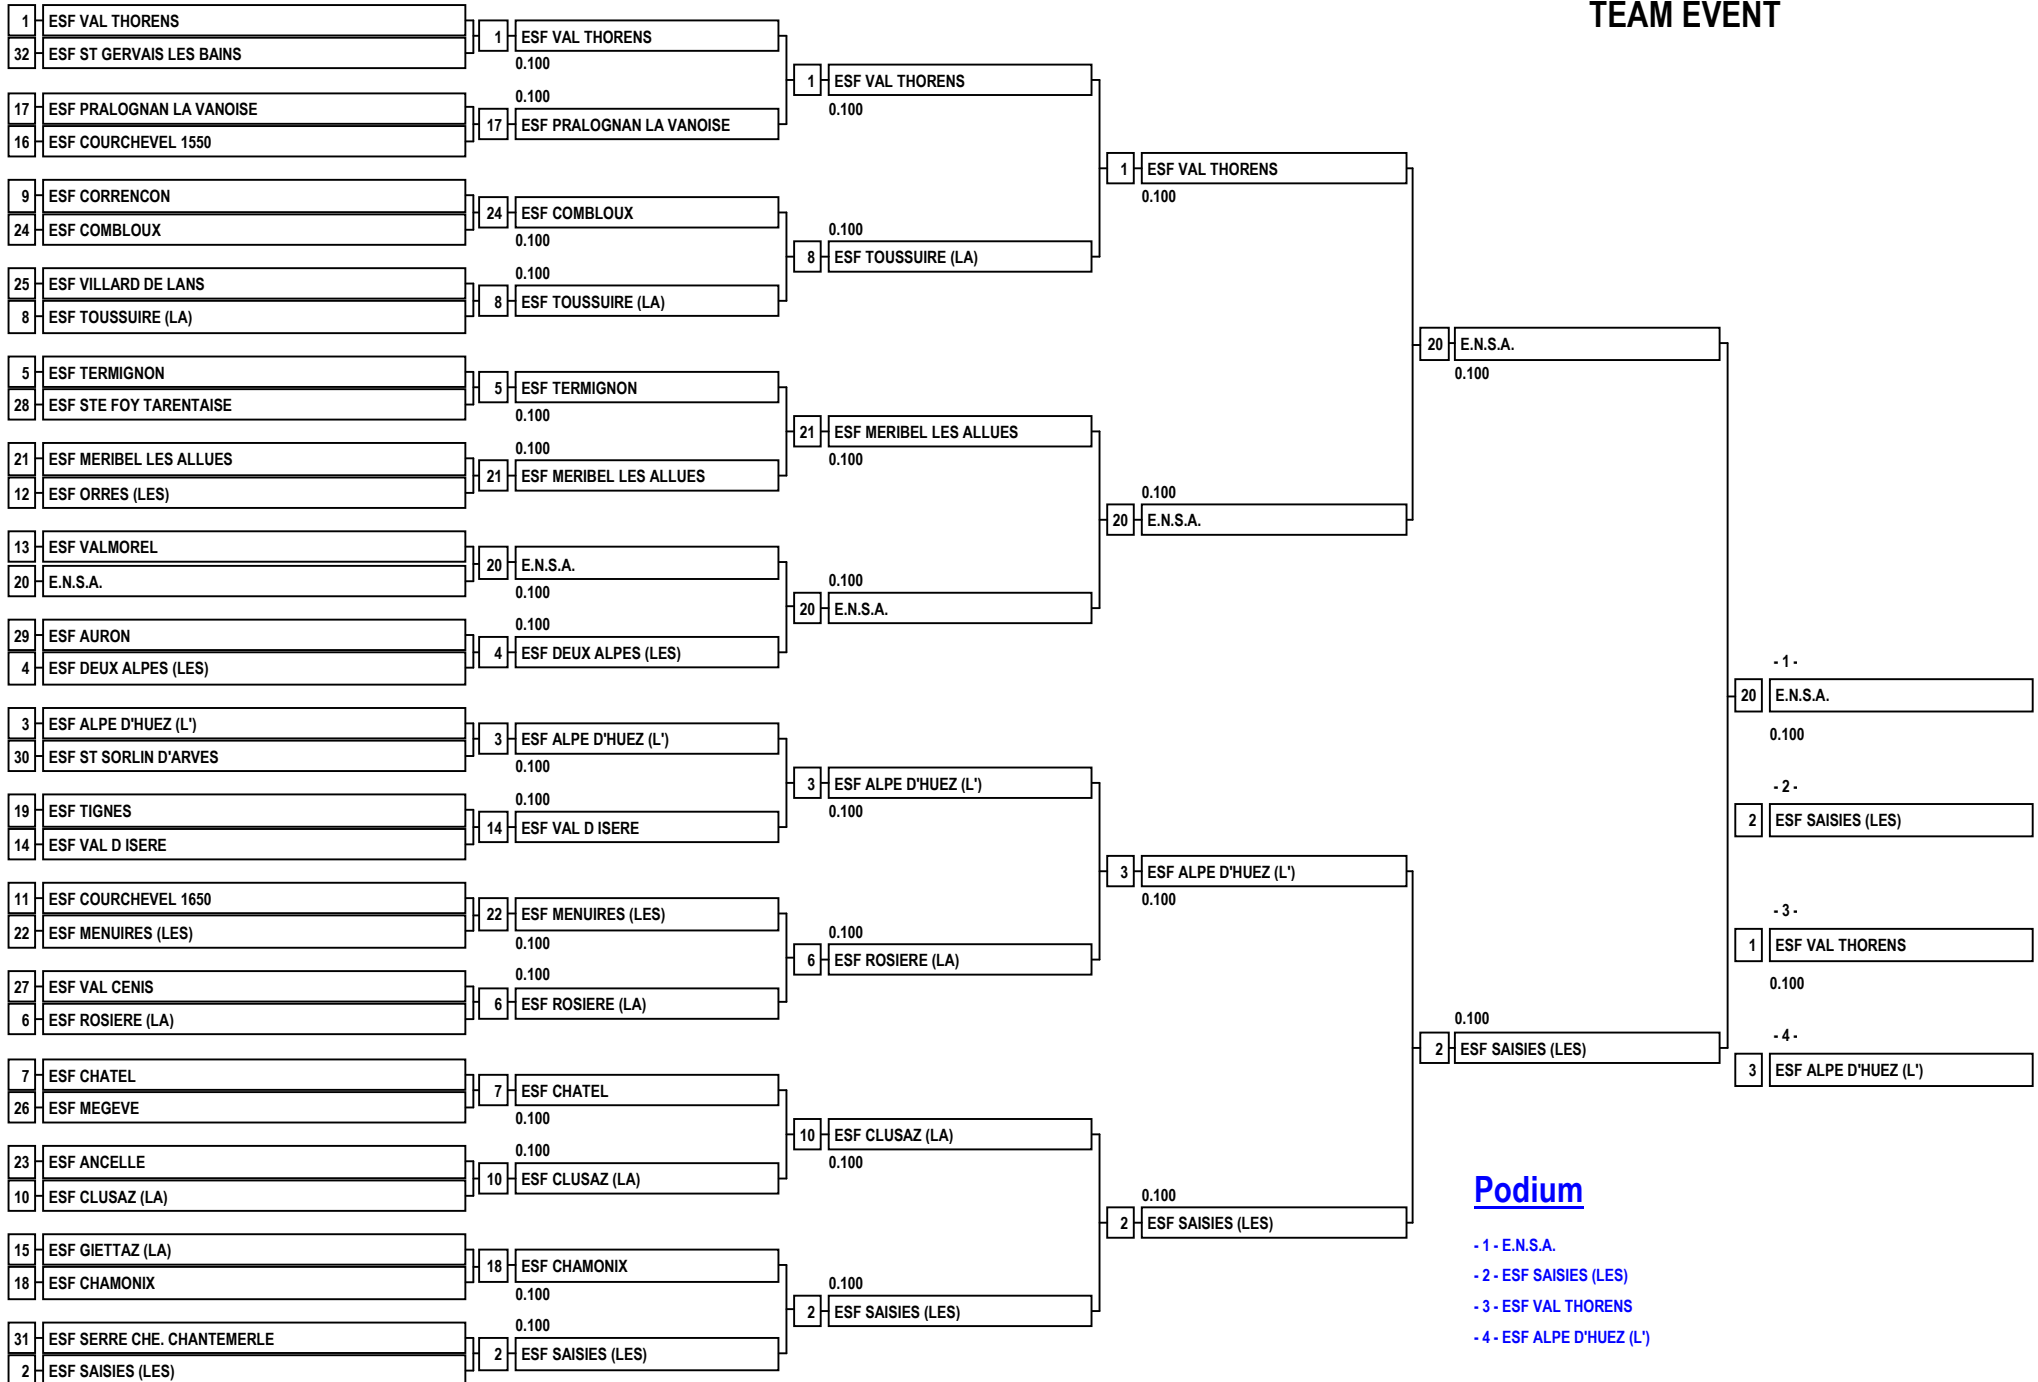 TEAM EVENT
1 ESF VAL THORENS
32 ESF ST GERVAIS LES BAINS
17 ESF PRALOGNAN LA VANOISE
16 ESF COURCHEVEL 1550
9 ESF CORRENCON
24 ESF COMBLOUX
25 ESF VILLARD DE LANS
8 ESF TOUSSUIRE (LA)
5 ESF TERMIGNON
28 ESF STE FOY TARENTAISE
21 ESF MERIBEL LES ALLUES
12 ESF ORRES (LES)
13 ESF VALMOREL
20 E.N.S.A.
29 ESF AURON
4 ESF DEUX ALPES (LES)
3 ESF ALPE D'HUEZ (L')
30 ESF ST SORLIN D'ARVES
19 ESF TIGNES
14 ESF VAL D ISERE
11 ESF COURCHEVEL 1650
22 ESF MENUIRES (LES)
27 ESF VAL CENIS
6 ESF ROSIERE (LA)
7 ESF CHATEL
26 ESF MEGEVE
23 ESF ANCELLE
10 ESF CLUSAZ (LA)
15 ESF GIETTAZ (LA)
18 ESF CHAMONIX
31 ESF SERRE CHE. CHANTEMERLE
2 ESF SAISIES (LES)
1 ESF VAL THORENS
0.100
0.100
17 ESF PRALOGNAN LA VANOISE
24 ESF COMBLOUX
0.100
0.100
8 ESF TOUSSUIRE (LA)
5 ESF TERMIGNON
0.100
0.100
21 ESF MERIBEL LES ALLUES
20 E.N.S.A.
0.100
0.100
4 ESF DEUX ALPES (LES)
3 ESF ALPE D'HUEZ (L')
0.100
0.100
14 ESF VAL D ISERE
22 ESF MENUIRES (LES)
0.100
0.100
6 ESF ROSIERE (LA)
7 ESF CHATEL
0.100
0.100
10 ESF CLUSAZ (LA)
18 ESF CHAMONIX
0.100
0.100
2 ESF SAISIES (LES)
1 ESF VAL THORENS
0.100
0.100
8 ESF TOUSSUIRE (LA)
21 ESF MERIBEL LES ALLUES
0.100
0.100
20 E.N.S.A.
3 ESF ALPE D'HUEZ (L')
0.100
0.100
6 ESF ROSIERE (LA)
10 ESF CLUSAZ (LA)
0.100
0.100
2 ESF SAISIES (LES)
1 ESF VAL THORENS
0.100
0.100
20 E.N.S.A.
3 ESF ALPE D'HUEZ (L')
0.100
0.100
2 ESF SAISIES (LES)
20 E.N.S.A.
0.100
0.100
2 ESF SAISIES (LES)
- 1 -
20 E.N.S.A.
0.100
- 2 -
2 ESF SAISIES (LES)
- 3 -
1 ESF VAL THORENS
0.100
- 4 -
3 ESF ALPE D'HUEZ (L')
Podium
- 1 - E.N.S.A.
- 2 - ESF SAISIES (LES)
- 3 - ESF VAL THORENS
- 4 - ESF ALPE D'HUEZ (L')